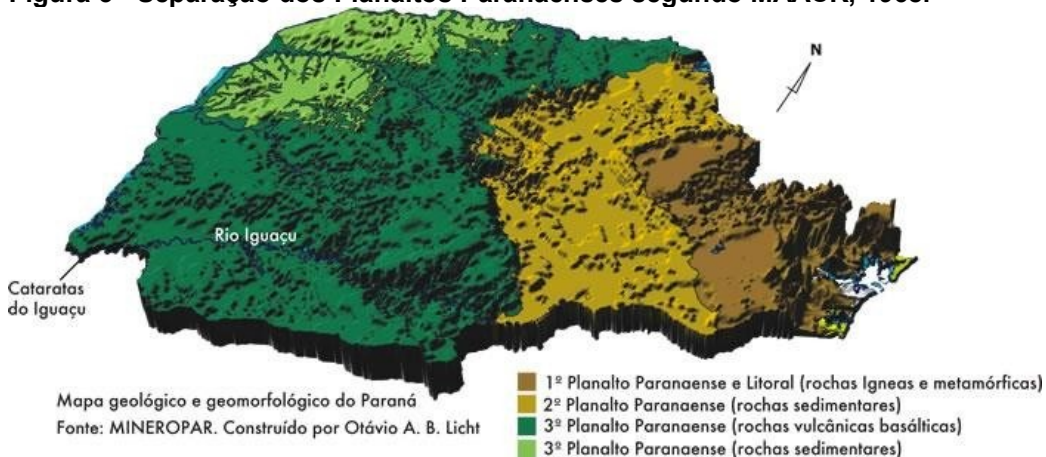 N
Rio Iguaçu
Cataratas
do Iguaçu
Mapa geológico e geomorfológico do Paraná
Fonte: MINEROPAR. Construído por Otávio A. B. Licht
1º Planalto Paranaense e Litoral (rochas Igneas e metamórficas)
2º Planalto Paranaense (rochas sedimentares)
3º Planalto Paranaense (rochas vulcânicas basálticas)
3º Planalto Paranaense (rochas sedimentares)